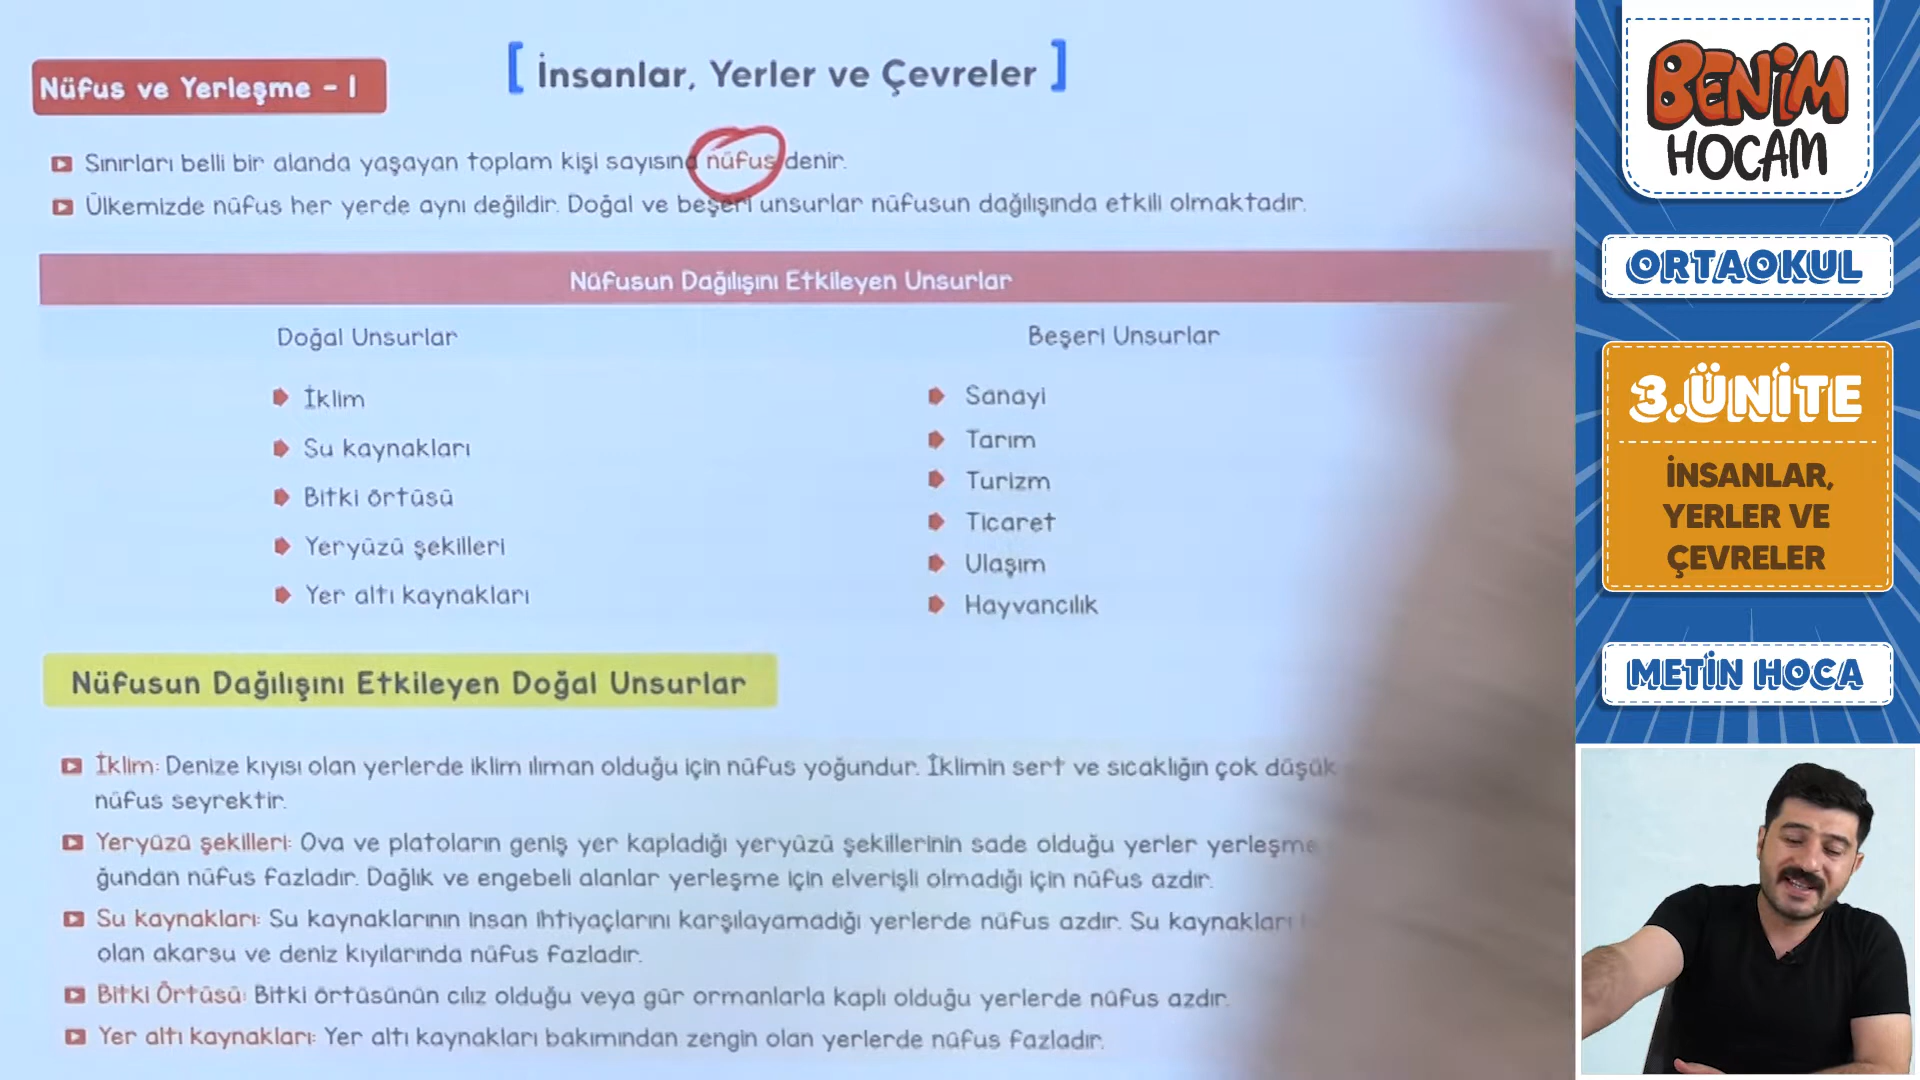 Nüfus ve Yerleşme - 1
[ İnsanlar, Yerler ve Çevreler ]
Sınırları belli bir alanda yaşayan toplam kişi sayısına nüfus denir.
Ülkemizde nüfus her yerde aynı değildir. Doğal ve beşeri unsurlar nüfusun dağılışında etkili olmaktadır.
Nüfusun Dağılışını Etkileyen Unsurlar
Doğal Unsurlar
İklim
Su kaynakları
Bitki örtüsü
Yeryüzü şekilleri
Yer altı kaynakları
Beşeri Unsurlar
Sanayi
Tarım
Turizm
Ticaret
Ulaşım
Hayvancılık
Nüfusun Dağılışını Etkileyen Doğal Unsurlar
İklim: Denize kıyısı olan yerlerde iklim ılıman olduğu için nüfus yoğundur. İklimin sert ve sıcaklığın çok düşük
nüfus seyrektir.
Yeryüzü şekilleri: Ova ve platoların geniş yer kapladığı yeryüzü şekillerinin sade olduğu yerler yerleşme
ğundan nüfus fazladır. Dağlık ve engebeli alanlar yerleşme için elverişli olmadığı için nüfus azdır.
Su kaynakları: Su kaynaklarının insan ihtiyaçlarını karşılayamadığı yerlerde nüfus azdır. Su kaynakları
olan akarsu ve deniz kıyılarında nüfus fazladır.
Bitki Örtüsü: Bitki örtüsünün cılız olduğu veya gür ormanlarla kaplı olduğu yerlerde nüfus azdır.
Yer altı kaynakları: Yer altı kaynakları bakımından zengin olan yerlerde nüfus fazladır.
BENİM
HOCAM
ORTAOKUL
3.ÜNİTE
İNSANLAR,
YERLER VE
ÇEVRELER
METİN HOCA